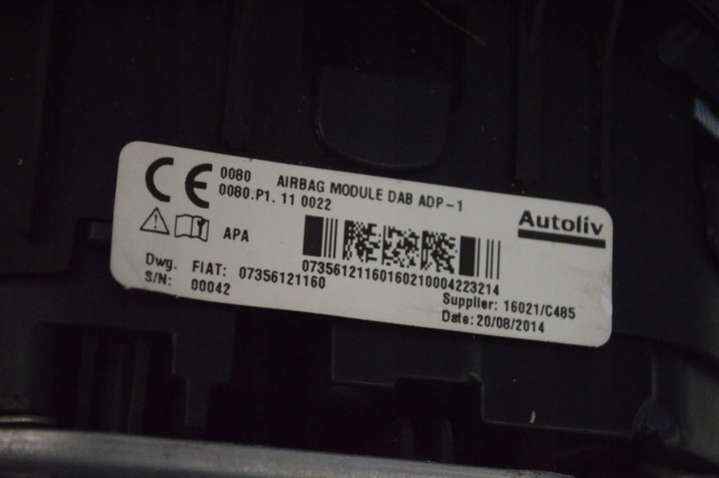 CE 0080 AIRBAG MODULE DAB ADP-1
0080.P1. 11 0022
Autoliv
APA
07356121160160210004223214
Dwg. FIAT: 07356121160
S/N: 00042
Supplier: 16021/C485
Date: 20/08/2014